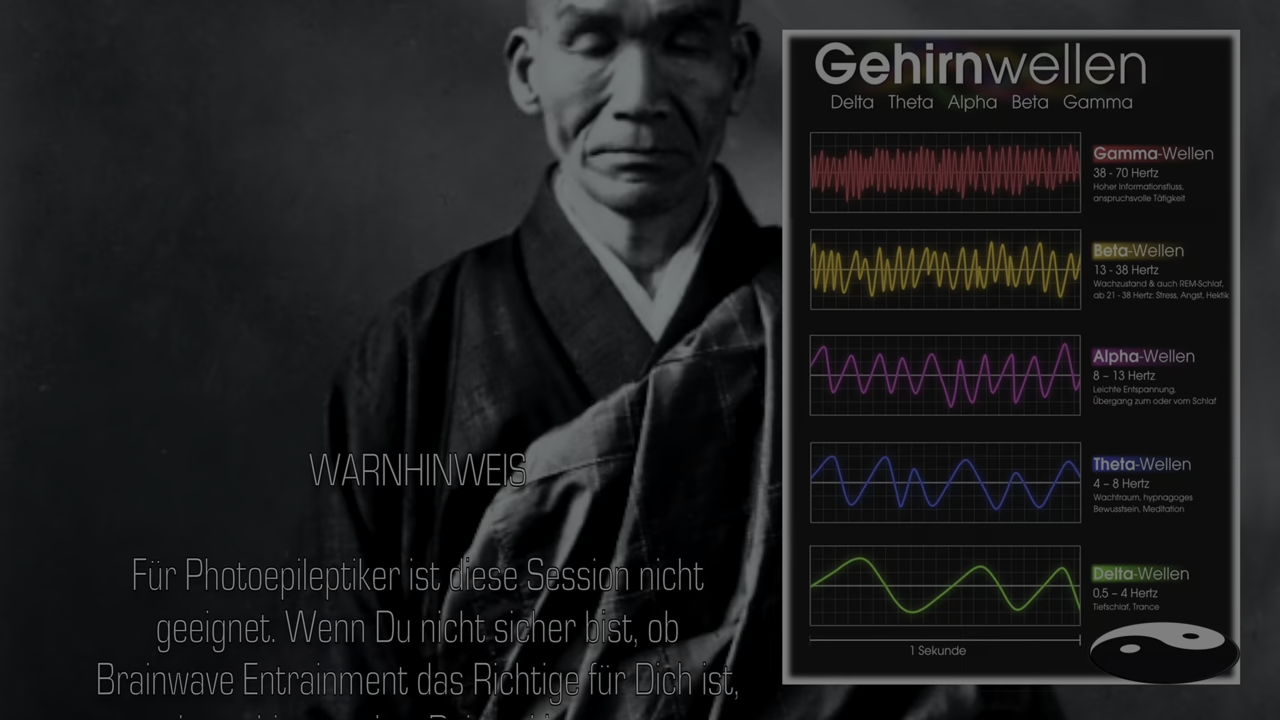 Gehirnwellen
Delta Theta Alpha Beta Gamma
Gamma-Wellen
38 - 70 Hertz
Hoher Informationsfluss,
anspruchsvolle Tätigkeit
Beta-Wellen
13 - 38 Hertz
Wachzustand & auch REM-Schlaf,
ab 21 - 38 Hertz: Stress, Angst, Hektik
Alpha-Wellen
8 – 13 Hertz
Leichte Entspannung,
Übergang zum oder vom Schlaf
Theta-Wellen
4 – 8 Hertz
Wachtraum, hypnagoges
Bewusstsein, Meditation
Delta-Wellen
0,5 – 4 Hertz
Tiefschlaf, Trance
1 Sekunde
WARNHINWEIS
Für Photoepileptiker ist diese Session nicht
geeignet. Wenn Du nicht sicher bist, ob
Brainwave Entrainment das Richtige für Dich ist,